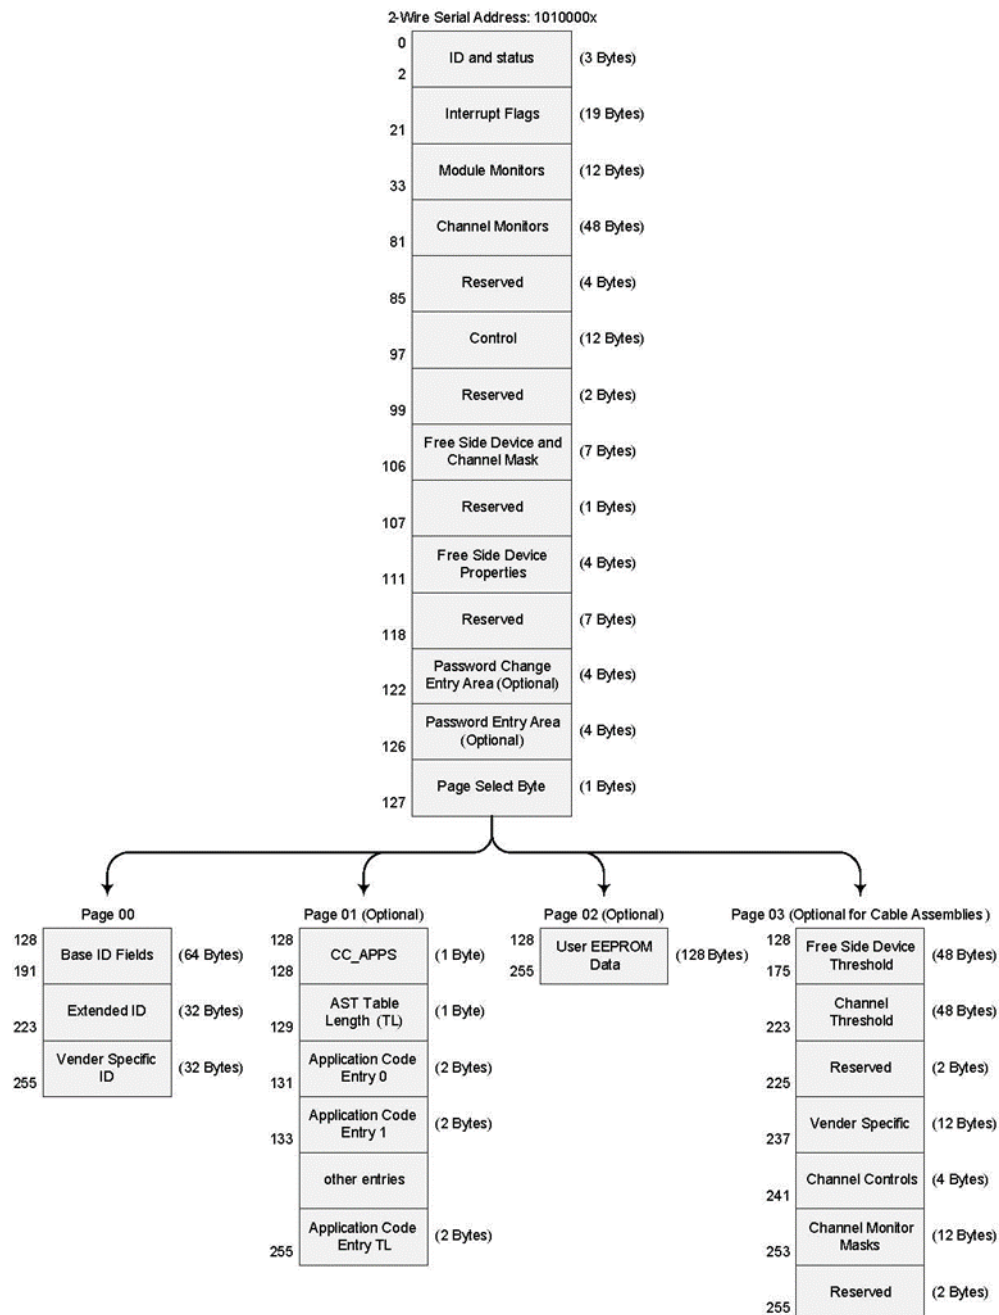 2-Wire Serial Address: 1010000x
0
ID and status
(3 Bytes)
2
Interrupt Flags
(19 Bytes)
21
Module Monitors
(12 Bytes)
33
Channel Monitors
(48 Bytes)
81
Reserved
(4 Bytes)
85
Control
(12 Bytes)
97
Reserved
(2 Bytes)
99
Free Side Device and
Channel Mask
(7 Bytes)
106
Reserved
(1 Bytes)
107
Free Side Device
Properties
(4 Bytes)
111
Reserved
(7 Bytes)
118
Password Change
Entry Area (Optional)
(4 Bytes)
122
Password Entry Area
(Optional)
(4 Bytes)
126
Page Select Byte
(1 Bytes)
127
Page 00
128
Base ID Fields
(64 Bytes)
191
Extended ID
(32 Bytes)
223
Vender Specific
ID
(32 Bytes)
255
Page 01 (Optional)
128
CC_APPS
(1 Byte)
128
AST Table
Length (TL)
(1 Byte)
129
Application Code
Entry 0
(2 Bytes)
131
Application Code
Entry 1
(2 Bytes)
133
other entries
Application Code
Entry TL
(2 Bytes)
255
Page 02 (Optional)
128
User EEPROM
Data
(128 Bytes)
255
Page 03 (Optional for Cable Assemblies )
128
Free Side Device
Threshold
(48 Bytes)
175
Channel
Threshold
(48 Bytes)
223
Reserved
(2 Bytes)
225
Vender Specific
(12 Bytes)
237
Channel Controls
(4 Bytes)
241
Channel Monitor
Masks
(12 Bytes)
253
Reserved
(2 Bytes)
255